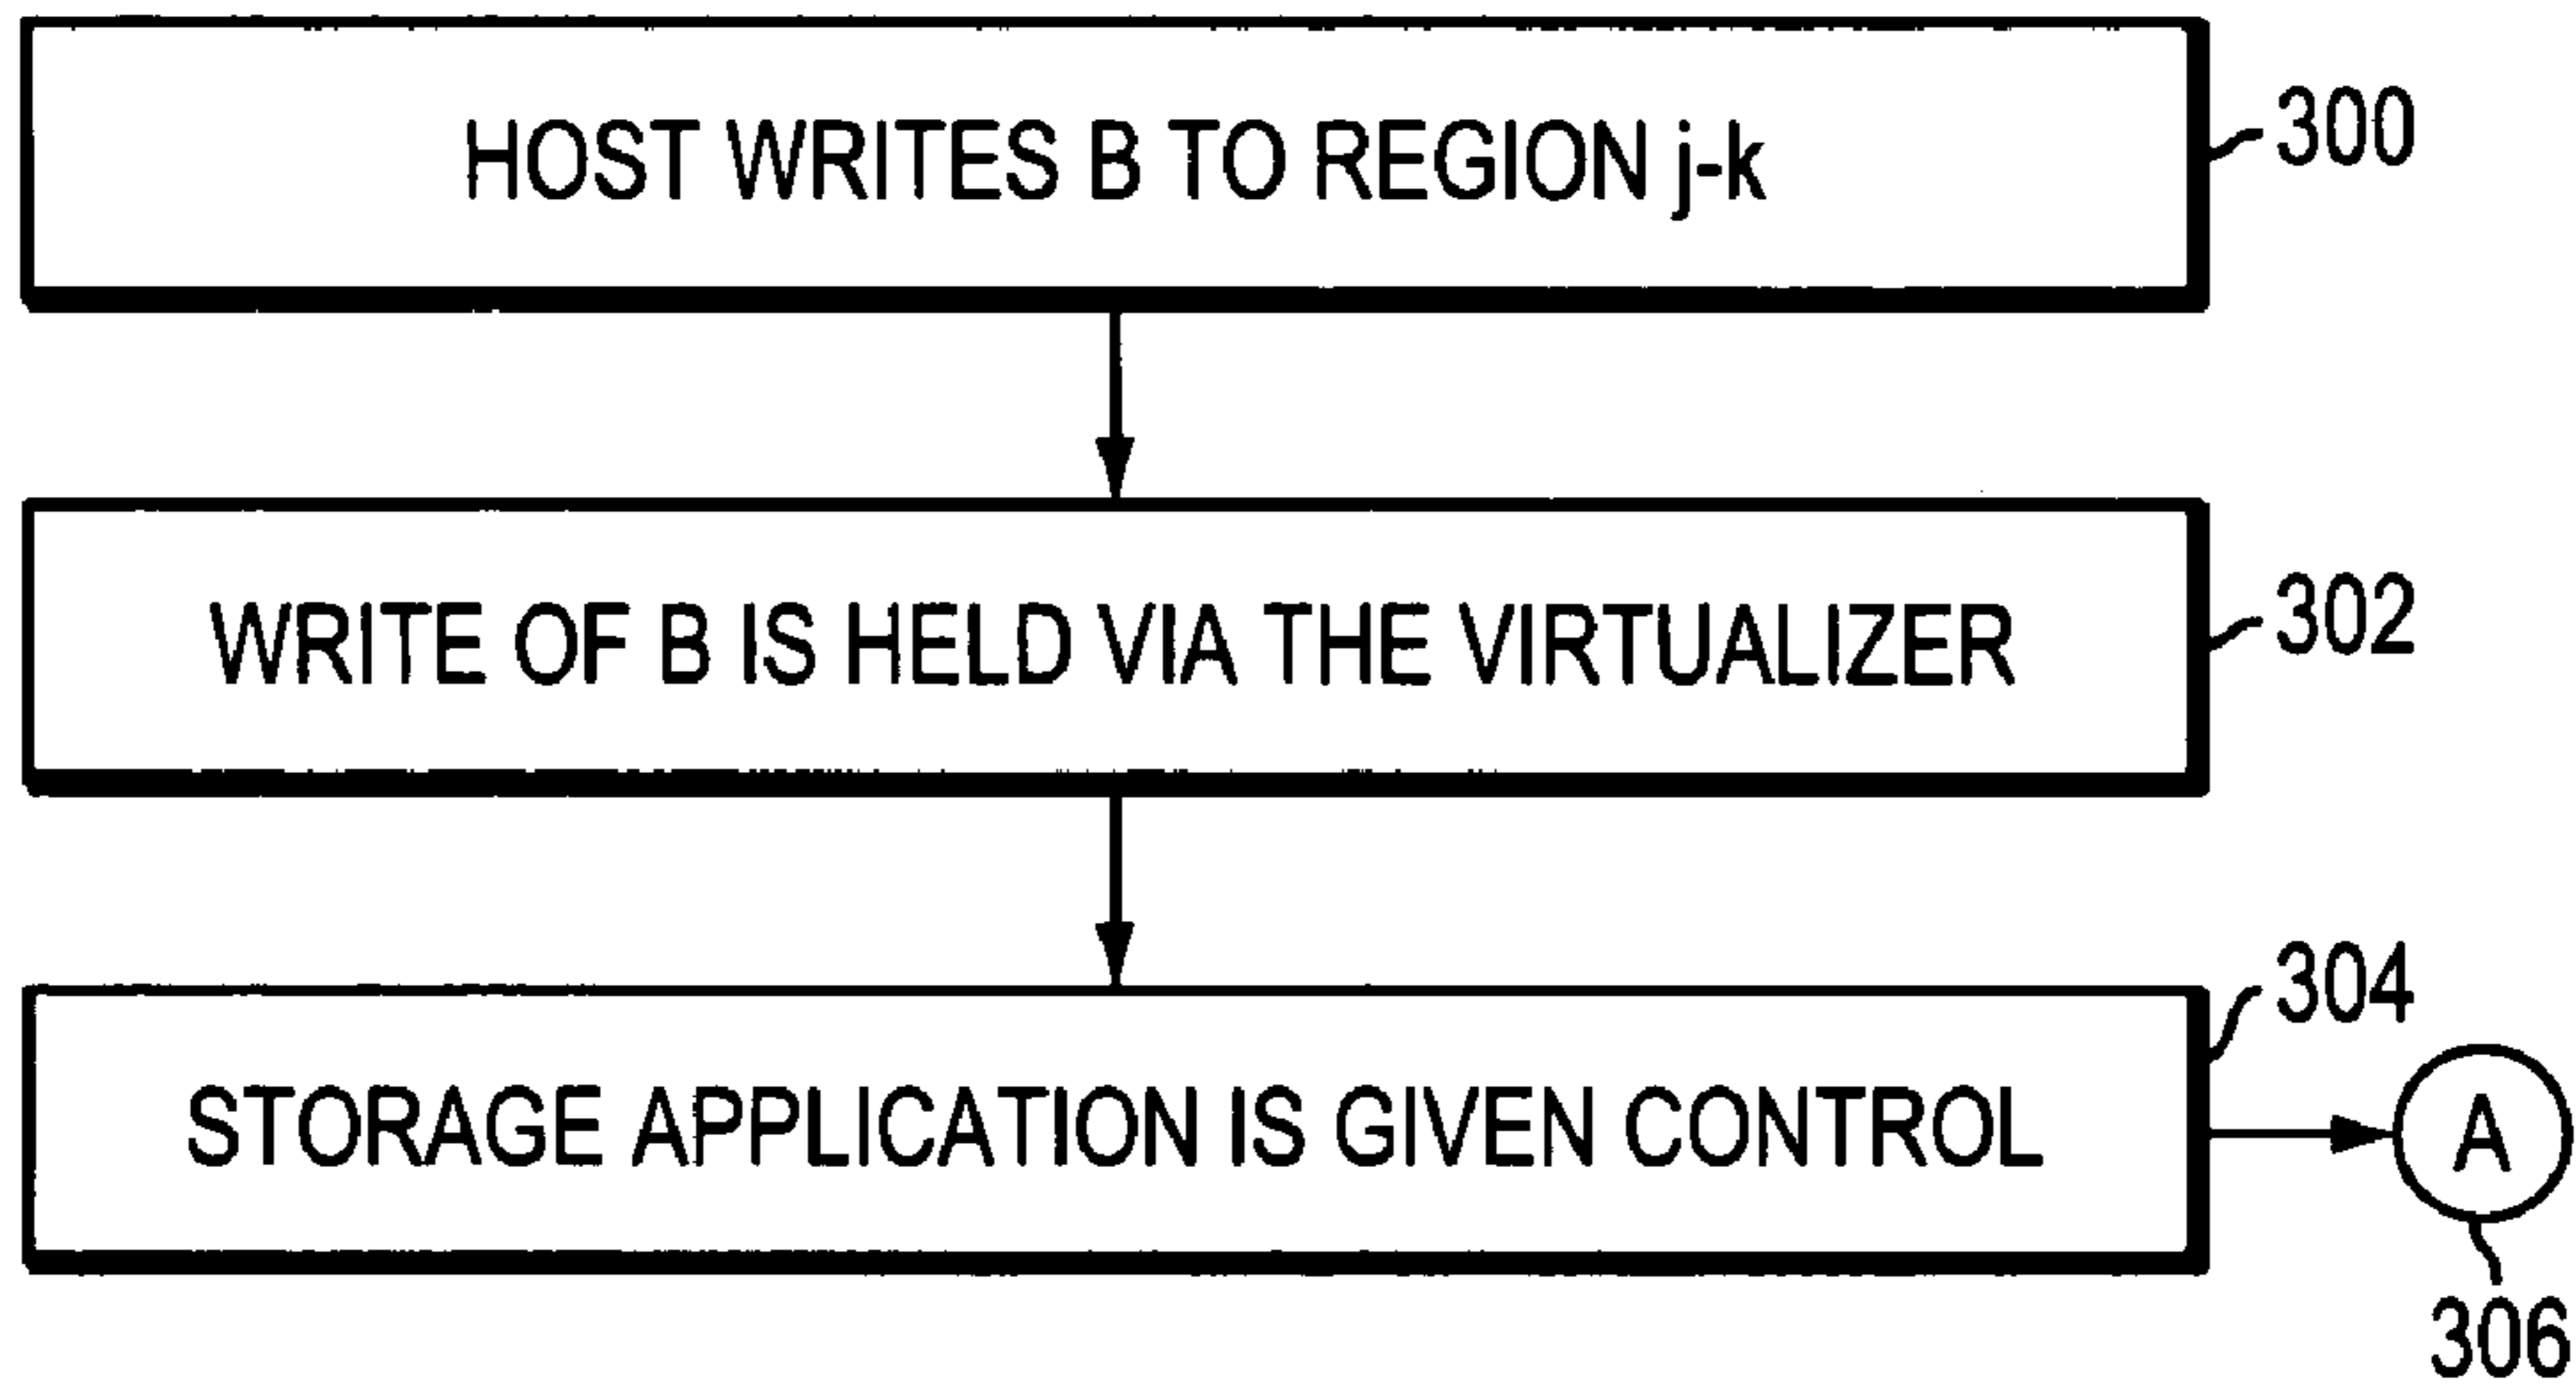 HOST WRITES B TO REGION j-k
300
WRITE OF B IS HELD VIA THE VIRTUALIZER
302
304
STORAGE APPLICATION IS GIVEN CONTROL
A
306